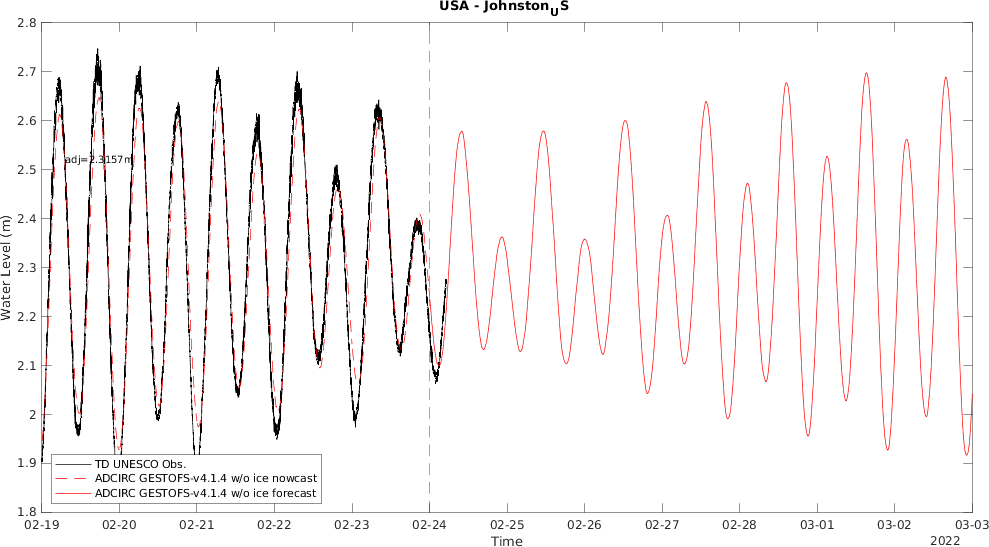 USA - Johnston_US
2.8
2.7
2.6
2.5
2.4
2.3
2.2
2.1
2
1.9
1.8
Water Level (m)
adj=2.3157m
TD UNESCO Obs.
ADCIRC GESTOFS-v4.1.4 w/o ice nowcast
ADCIRC GESTOFS-v4.1.4 w/o ice forecast
02-19 02-20 02-21 02-22 02-23 02-24 02-25 02-26 02-27 02-28 03-01 03-02 03-03
Time
2022